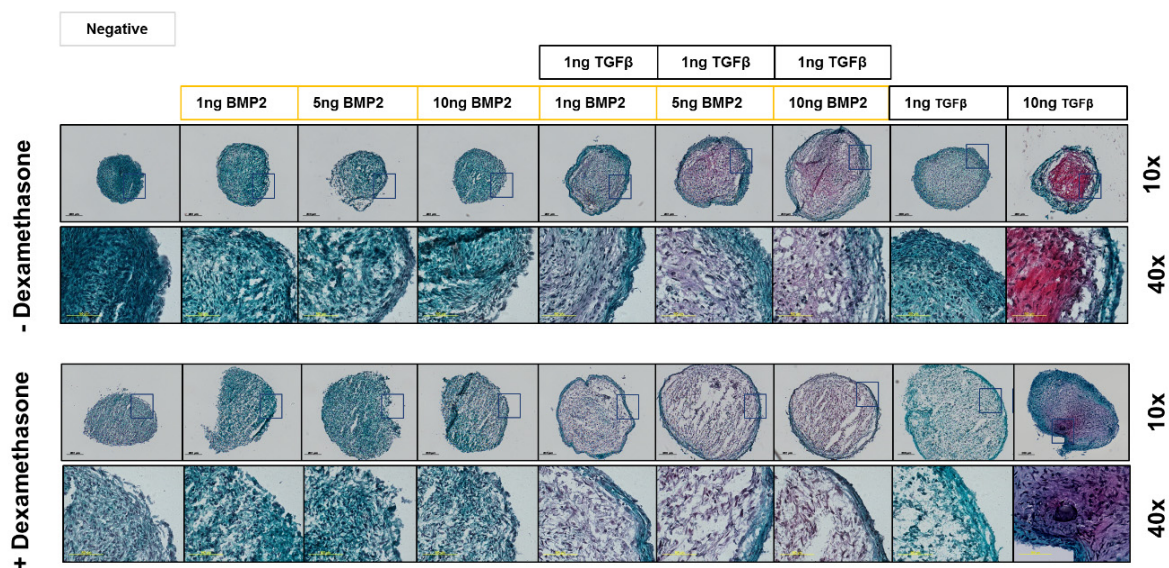 Negative
1ng TGFβ 1ng TGFβ 1ng TGFβ
1ng BMP2 5ng BMP2 10ng BMP2 1ng BMP2 5ng BMP2 10ng BMP2 1ng TGFβ 10ng TGFβ
- Dexamethasone
10x
40x
+ Dexamethasone
10x
40x